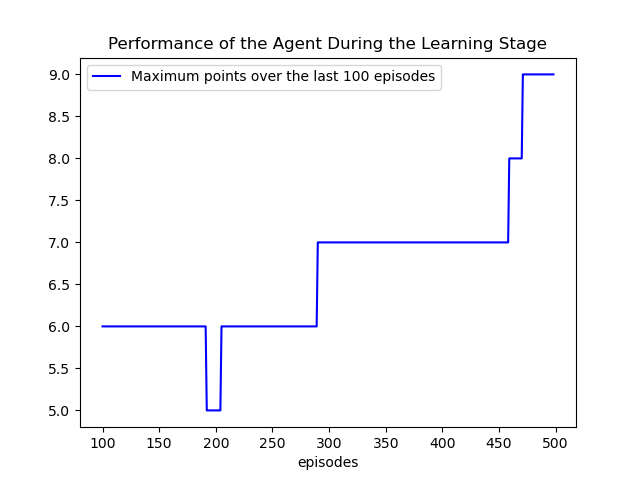 Performance of the Agent During the Learning Stage
Maximum points over the last 100 episodes
9.0
8.5
8.0
7.5
7.0
6.5
6.0
5.5
5.0
100 150 200 250 300 350 400 450 500
episodes